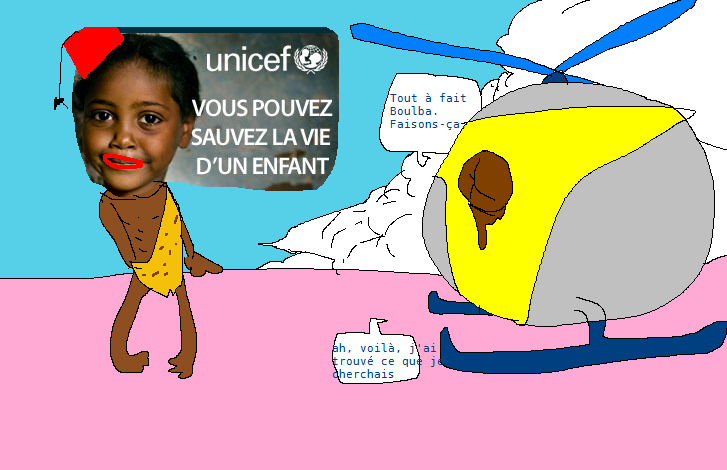 unicef
VOUS POUVEZ
SAUVEZ LA VIE
D'UN ENFANT
Tout à fait
Boulba.
Faisons-ça
ah, voilà, j'ai
trouvé ce que je
cherchais